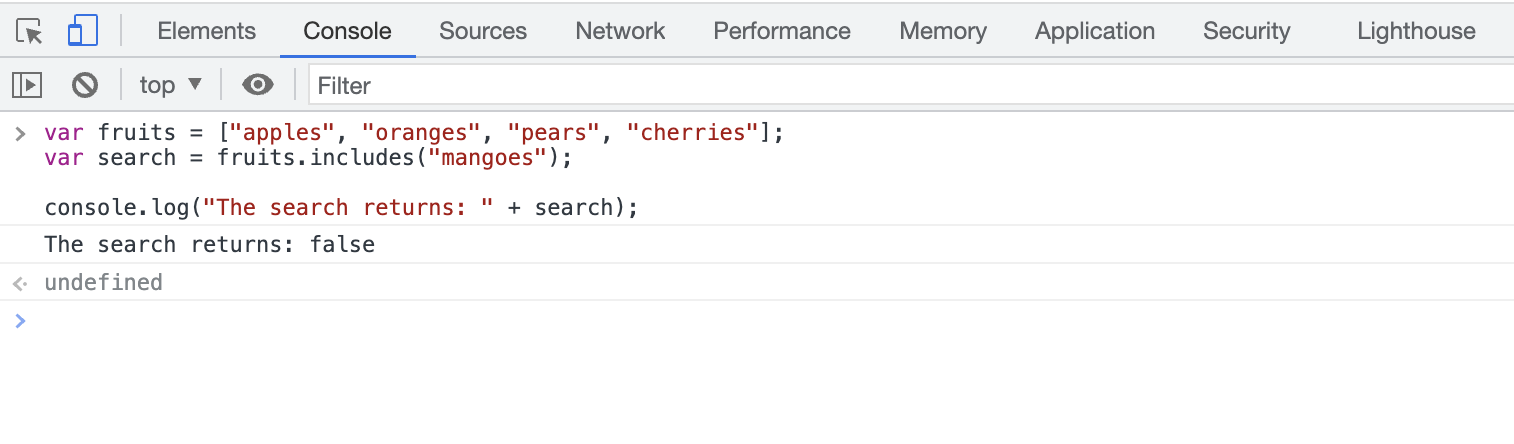 Elements Console Sources Network Performance Memory Application Security Lighthouse
top Filter
var fruits = ["apples", "oranges", "pears", "cherries"];
var search = fruits.includes("mangoes");
console.log("The search returns: " + search);
The search returns: false
undefined